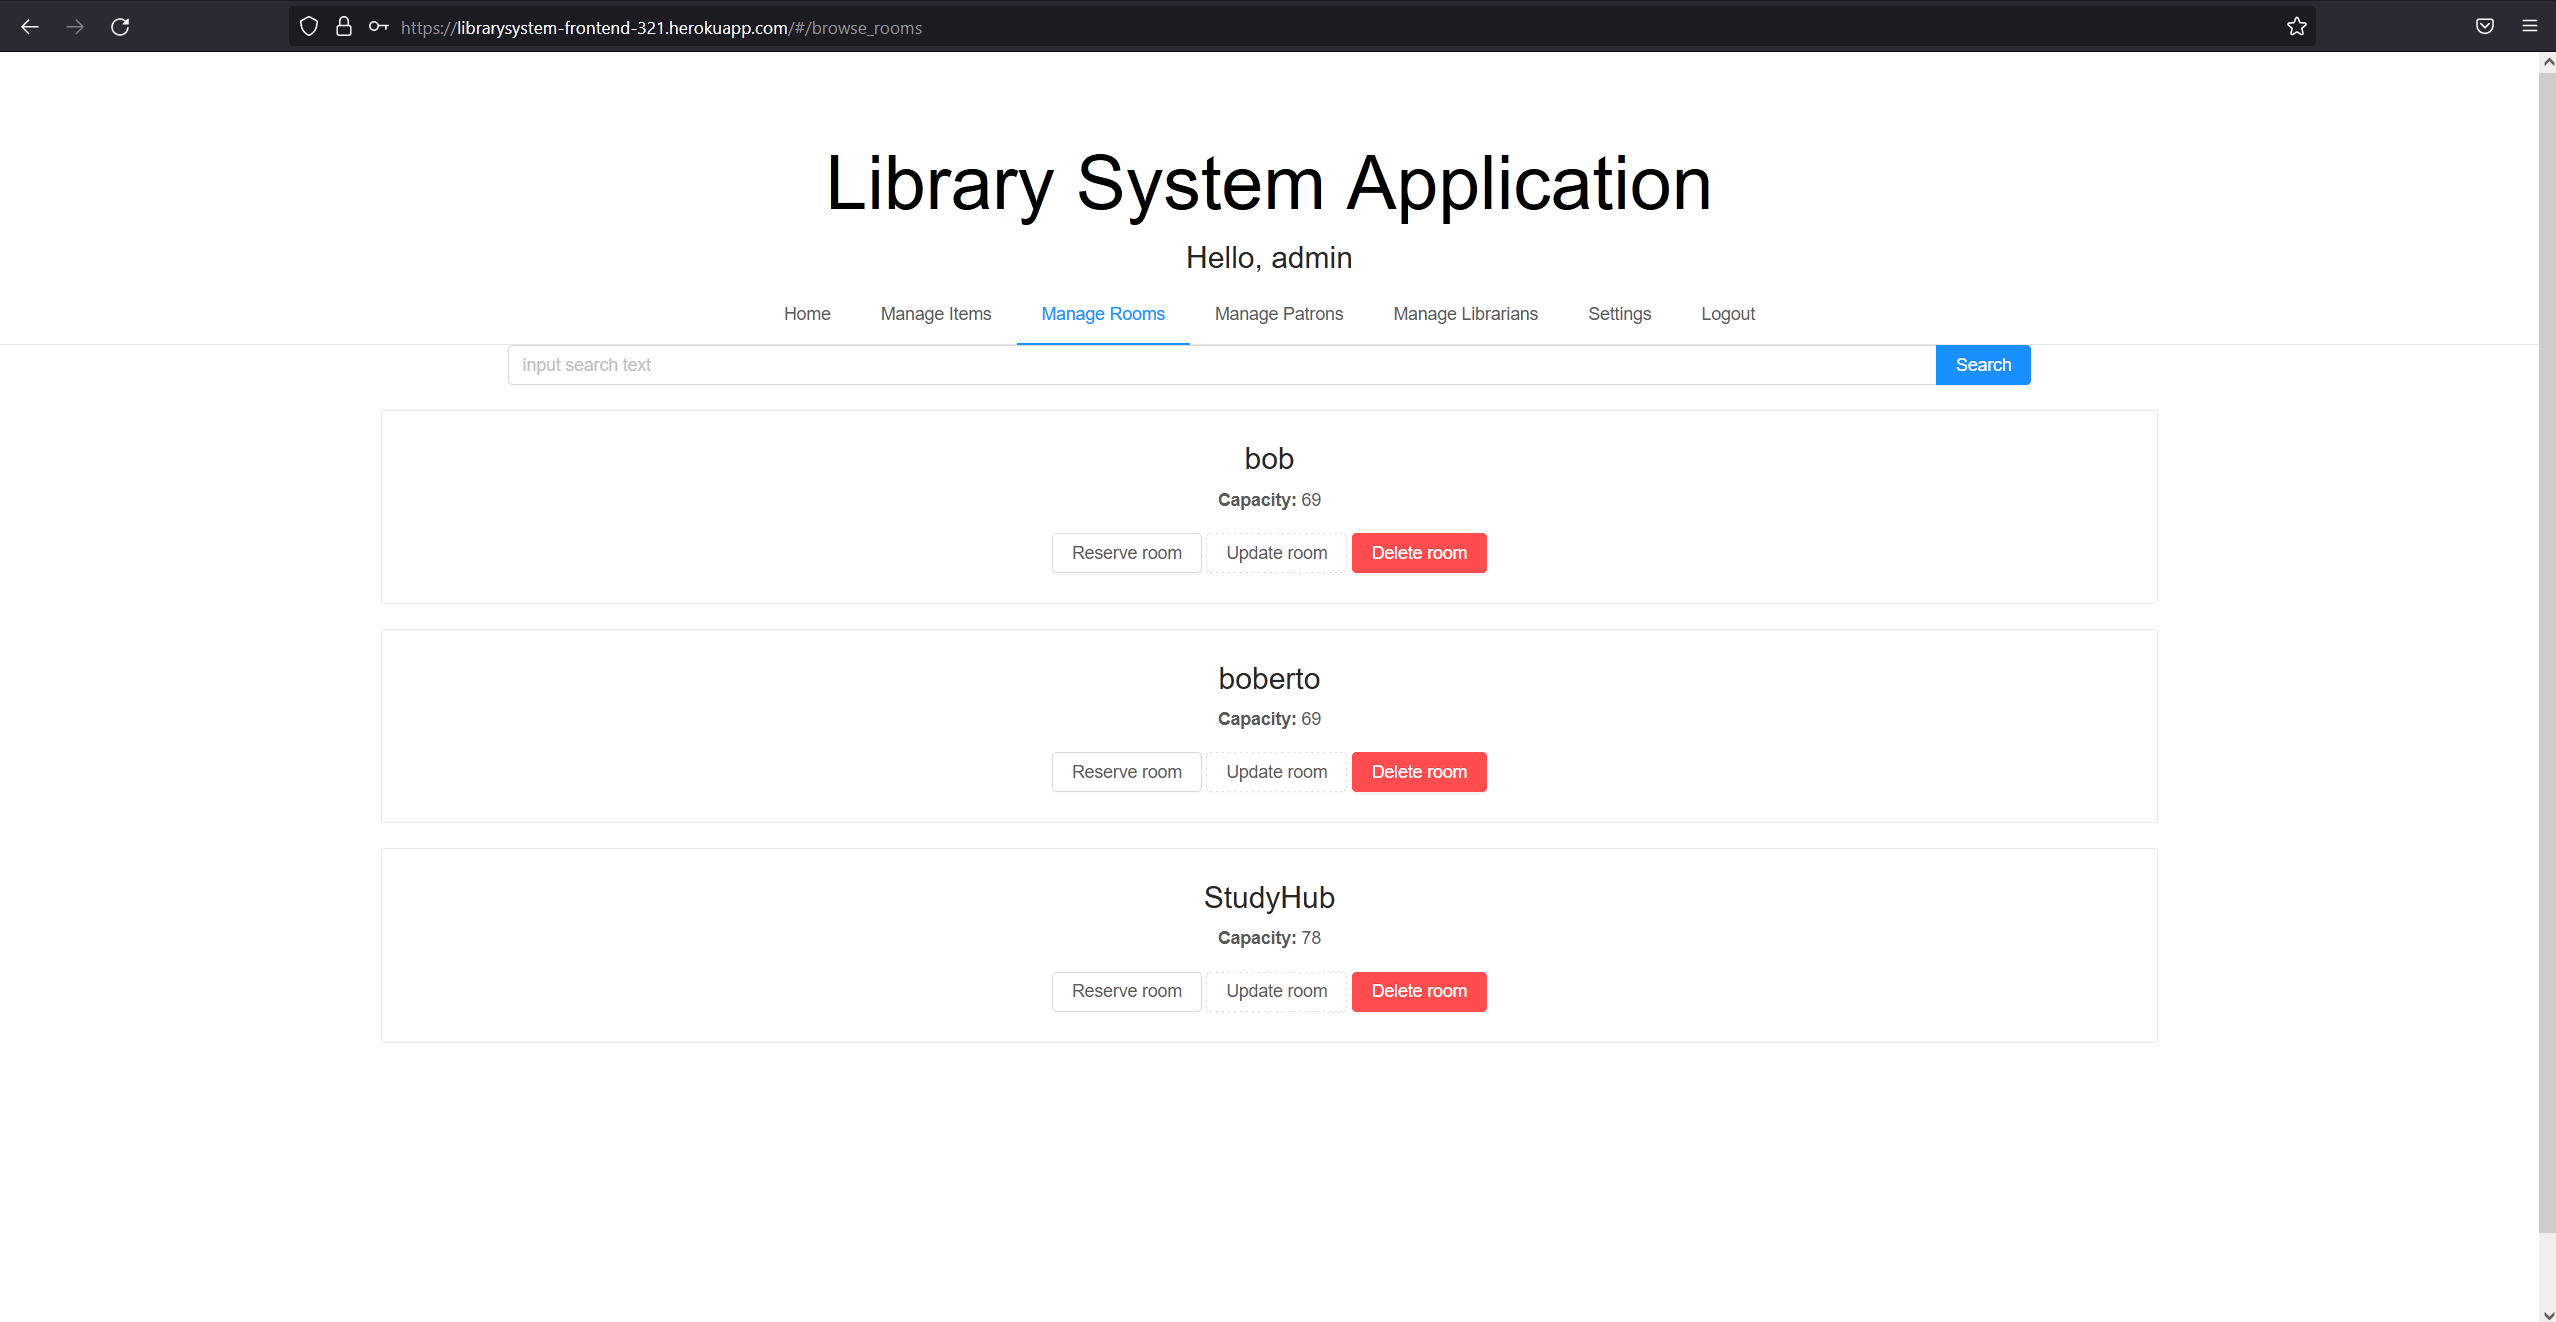 https://librarysystem-frontend-321.herokuapp.com/#/browse_rooms
Library System Application
Hello, admin
Home Manage Items Manage Rooms Manage Patrons Manage Librarians Settings Logout
input search text Search
bob
Capacity: 69
Reserve room Update room Delete room
boberto
Capacity: 69
Reserve room Update room Delete room
StudyHub
Capacity: 78
Reserve room Update room Delete room